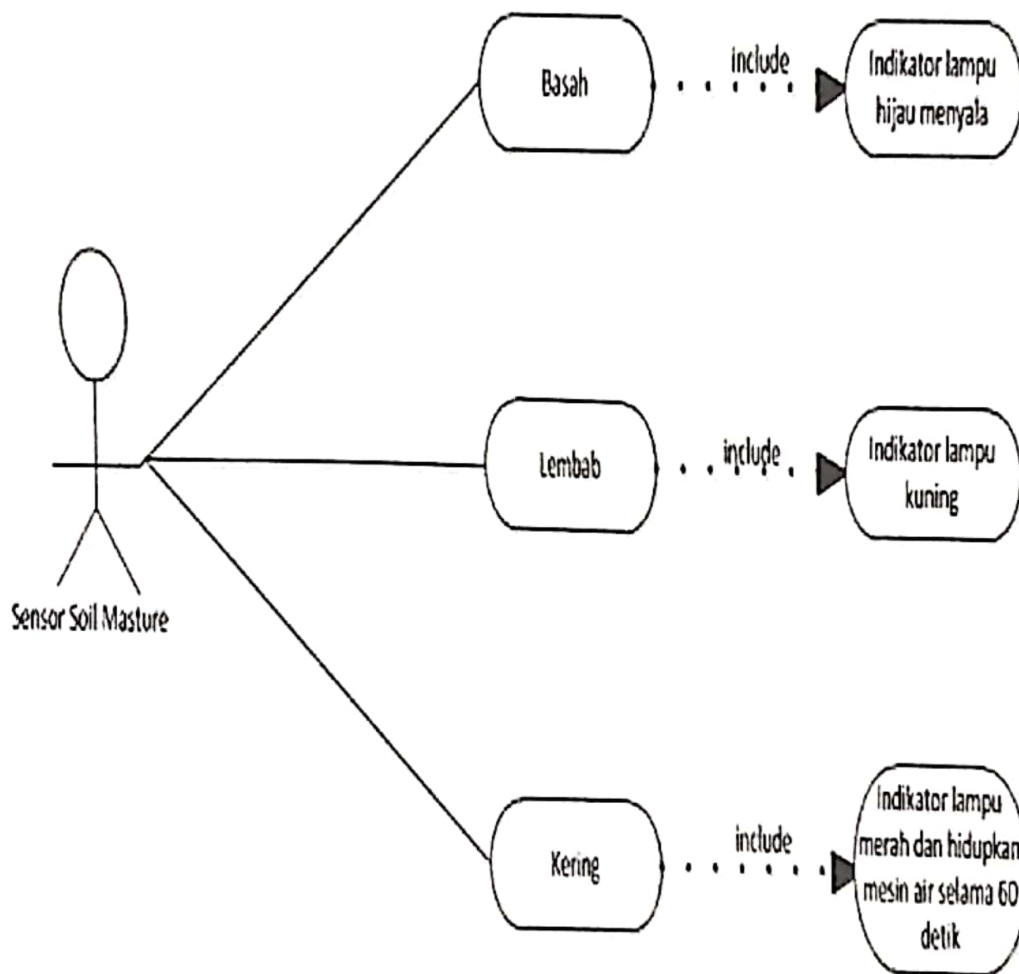 Basah
include
Indikator lampu
hijau menyala
Lembab
include
Indikator lampu
kuning
Sensor Soil Masture
Kering
include
Indikator lampu
merah dan hidupkan
mesin air selama 60
detik